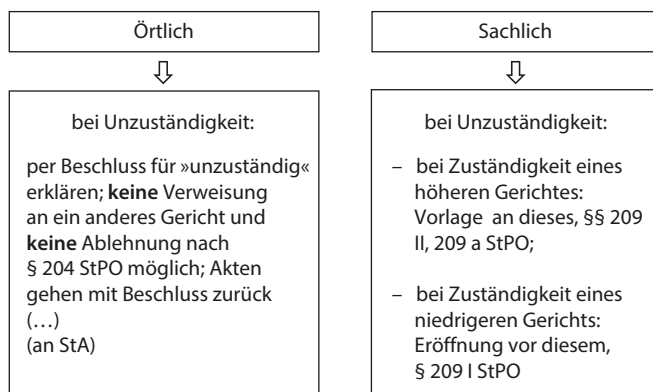 Örtlich
bei Unzuständigkeit:
per Beschluss für »unzuständig«
erklären; keine Verweisung
an ein anderes Gericht und
keine Ablehnung nach
§ 204 StPO möglich; Akten
gehen mit Beschluss zurück
(…)
(an StA)
Sachlich
bei Unzuständigkeit:
– bei Zuständigkeit eines
höheren Gerichtes:
Vorlage an dieses, §§ 209
II, 209 a StPO;
– bei Zuständigkeit eines
niedrigeren Gerichts:
Eröffnung vor diesem,
§ 209 I StPO